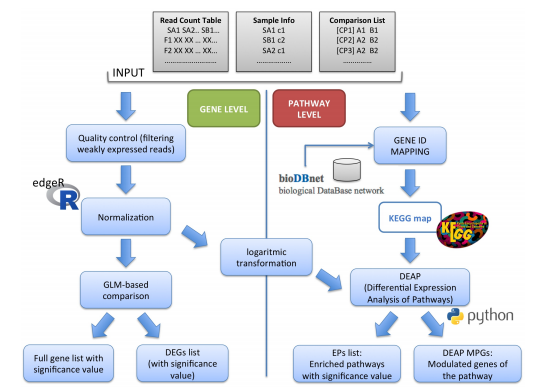 Read Count Table
SA1 SA2.. SB1...
F1 XX XX ... XX...
F2 XX XX ... XX...
........................
Sample Info
SA1 c1
SB1 c2
SA2 c1
..................
Comparison List
[CP1] A1 B1
[CP2] A2 B2
[CP3] A2 B2
..................
INPUT
GENE LEVEL
PATHWAY
LEVEL
Quality control (filtering
weakly expressed reads)
GENE ID
MAPPING
bioDBnet
biological DataBase network
edgeR
R
Normalization
KEGG map
KEGG
logaritmic
transformation
GLM-based
comparison
DEAP
(Differential Expression
Analysis of Pathways)
python
Full gene list with
significance value
DEGs list
(with significance
value)
EPs list:
Enriched pathways
with significance value
DEAP MPGs:
Modulated genes of
the pathway